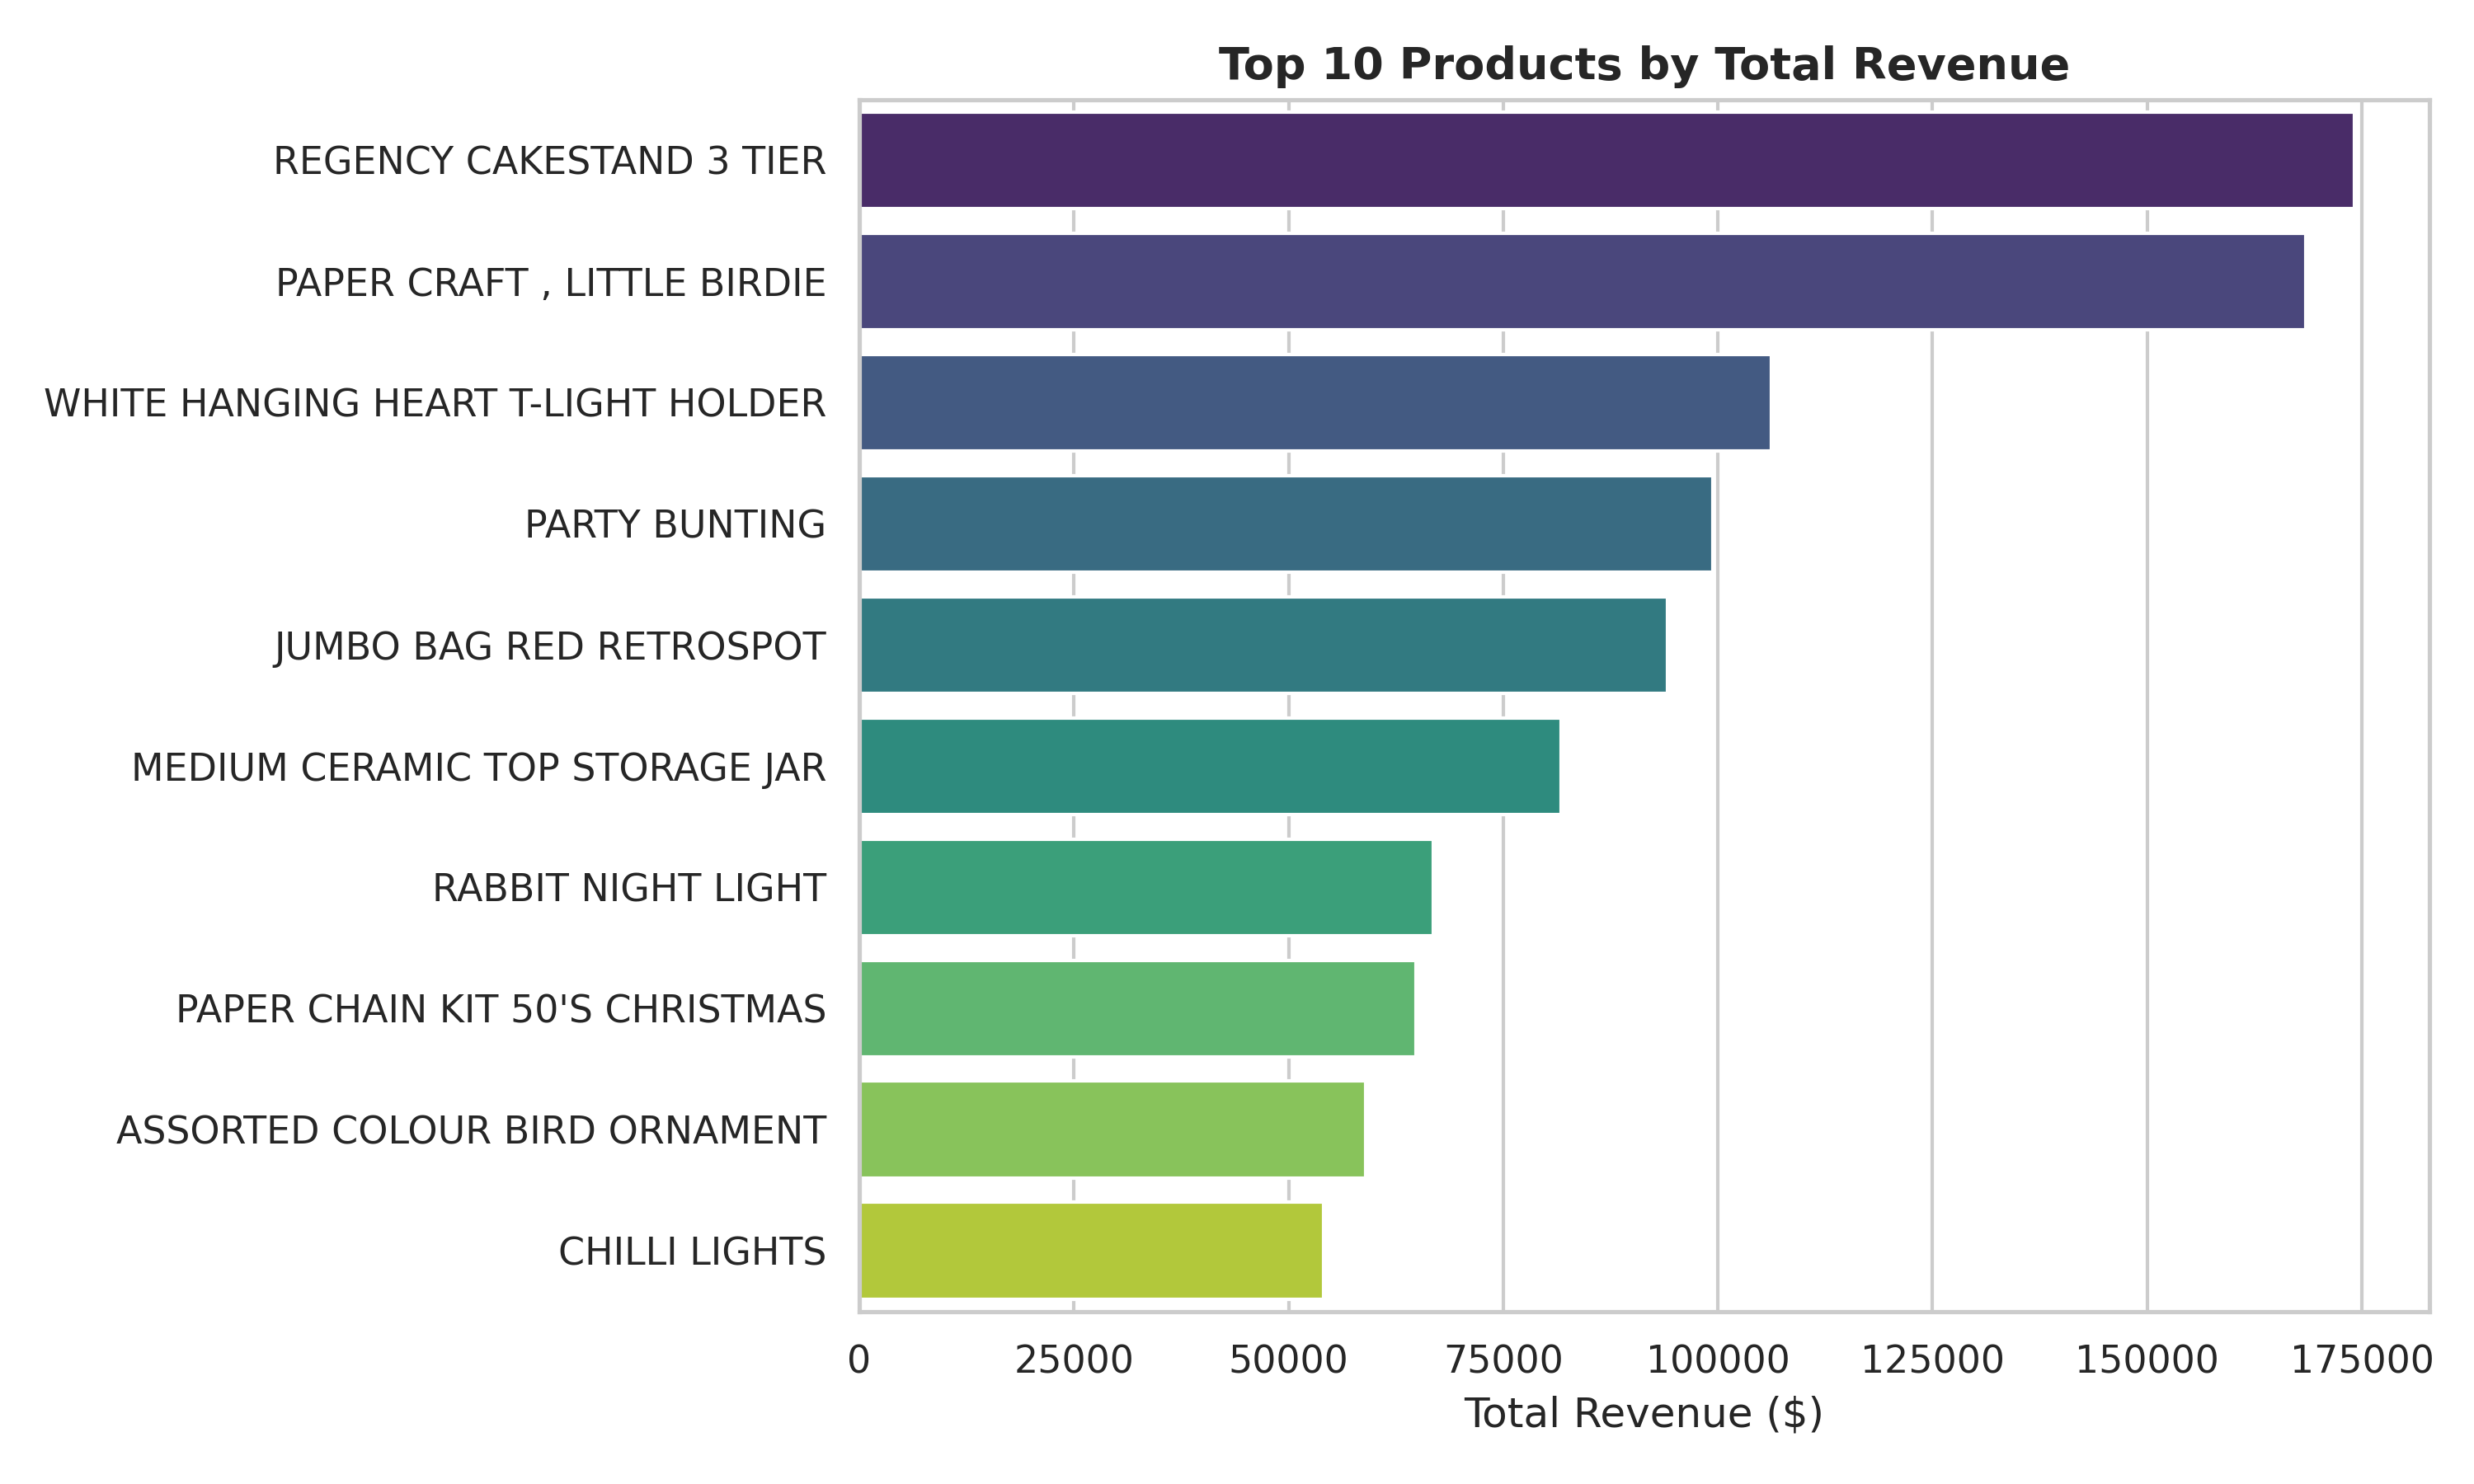 Top 10 Products by Total Revenue
REGENCY CAKESTAND 3 TIER
PAPER CRAFT , LITTLE BIRDIE
WHITE HANGING HEART T-LIGHT HOLDER
PARTY BUNTING
JUMBO BAG RED RETROSPOT
MEDIUM CERAMIC TOP STORAGE JAR
RABBIT NIGHT LIGHT
PAPER CHAIN KIT 50'S CHRISTMAS
ASSORTED COLOUR BIRD ORNAMENT
CHILLI LIGHTS
0 25000 50000 75000 100000 125000 150000 175000
Total Revenue ($)